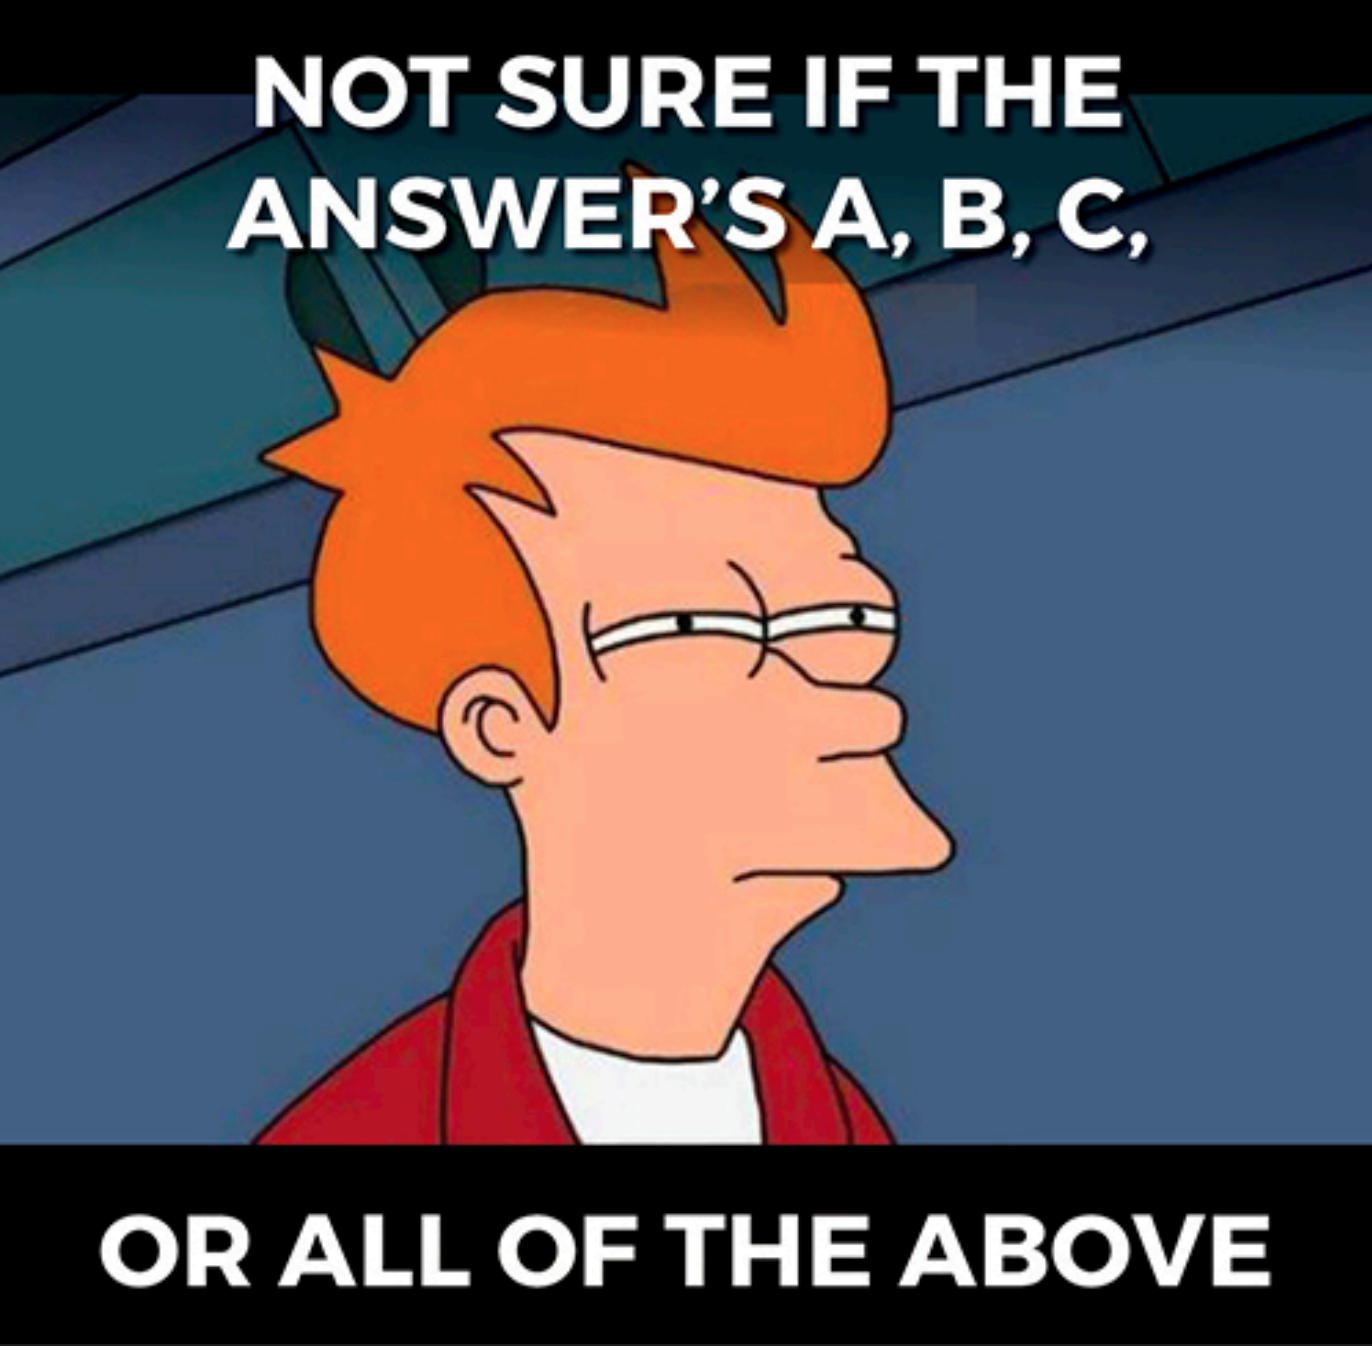 NOT SURE IF THE
ANSWER’S A, B, C,
OR ALL OF THE ABOVE